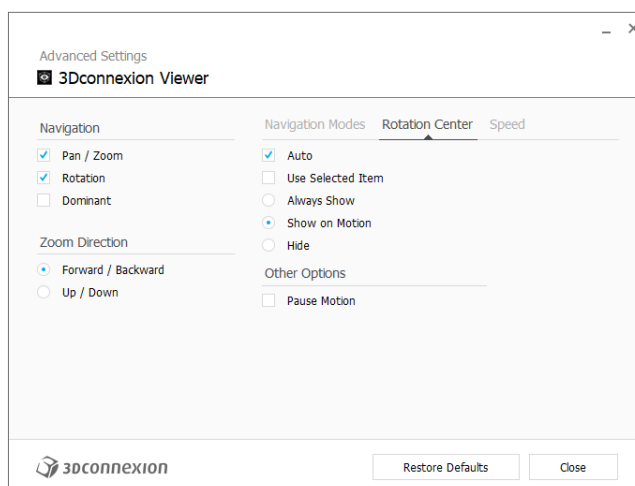 Advanced Settings
3Dconnexion Viewer
Navigation
Pan / Zoom
Rotation
Dominant
Zoom Direction
Forward / Backward
Up / Down
Navigation Modes Rotation Center Speed
Auto
Use Selected Item
Always Show
Show on Motion
Hide
Other Options
Pause Motion
3Dconnexion
Restore Defaults Close